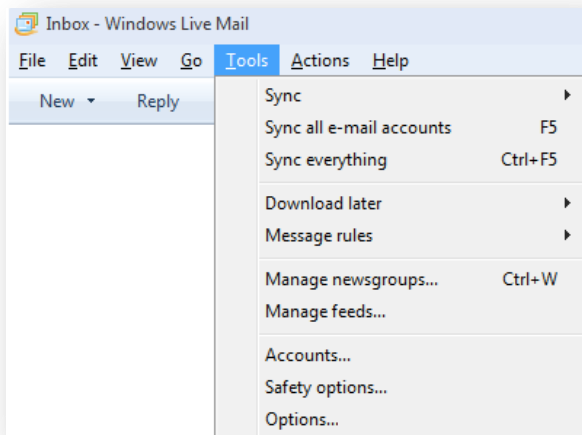 Inbox - Windows Live Mail
File Edit View Go Tools Actions Help
New Reply
Sync
Sync all e-mail accounts F5
Sync everything Ctrl+F5
Download later
Message rules
Manage newsgroups... Ctrl+W
Manage feeds...
Accounts...
Safety options...
Options...